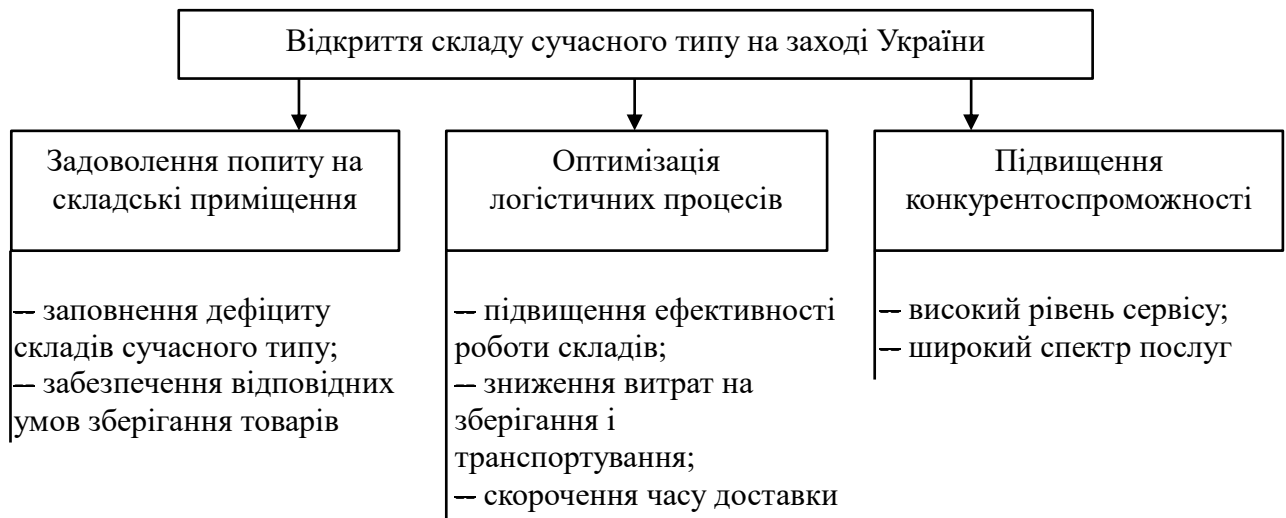 Відкриття складу сучасного типу на заході України
Задоволення попиту на
складські приміщення
— заповнення дефіциту
складів сучасного типу;
— забезпечення відповідних
умов зберігання товарів
Оптимізація
логістичних процесів
— підвищення ефективності
роботи складів;
— зниження витрат на
зберігання і
транспортування;
— скорочення часу доставки
Підвищення
конкурентоспроможності
— високий рівень сервісу;
— широкий спектр послуг